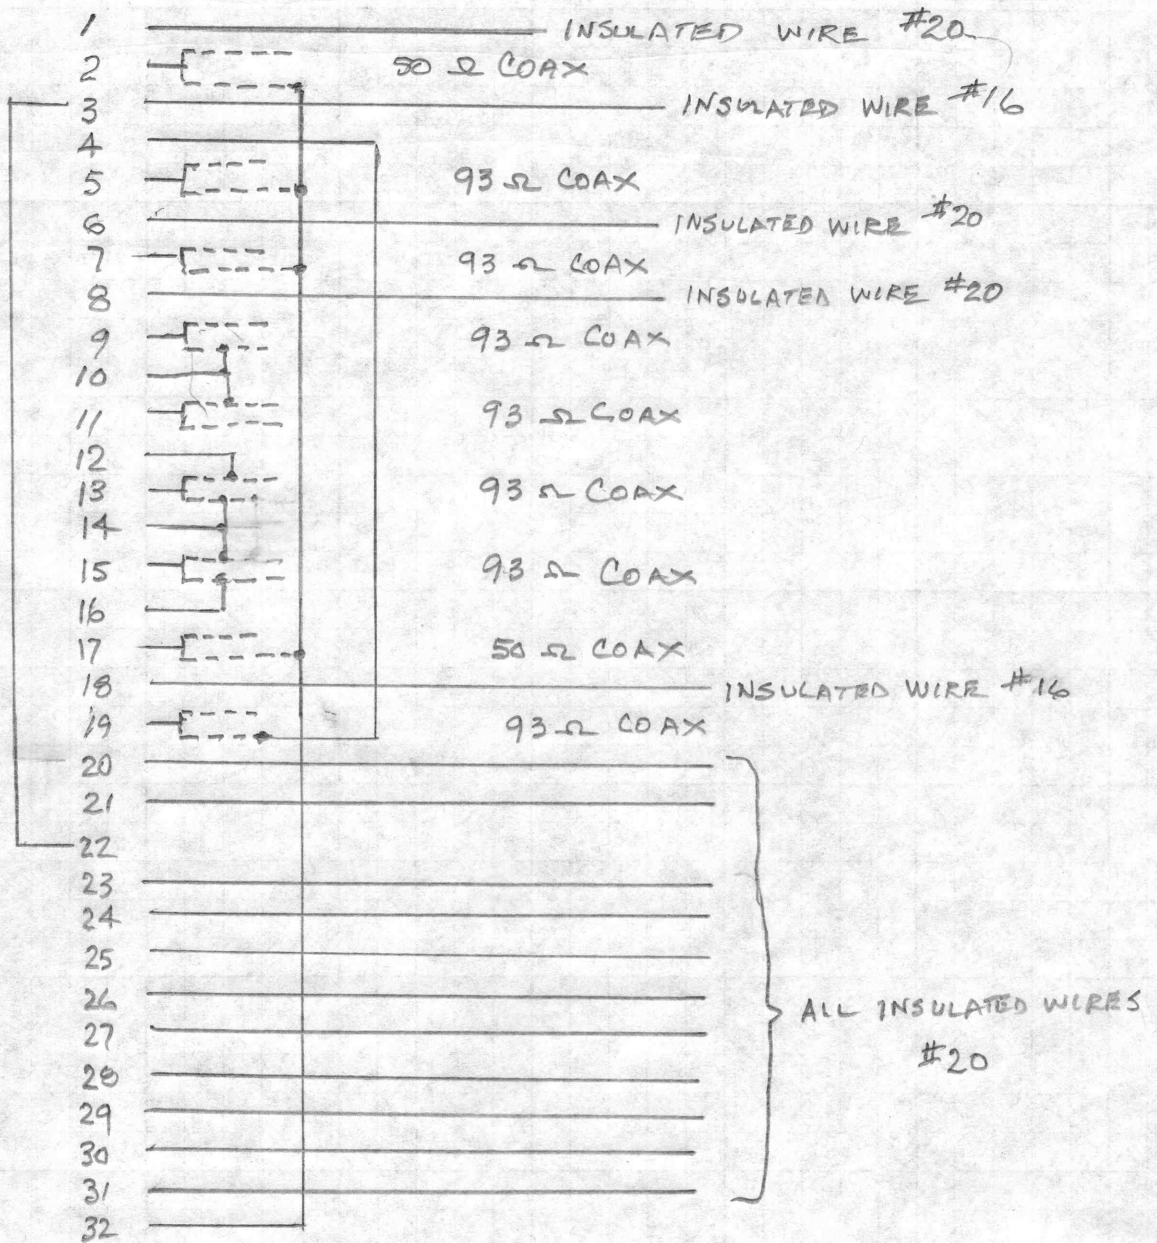 1 INSULATED WIRE #20
2 50 Ω COAX
3 INSULATED WIRE #16
4
5 93 Ω COAX
6 INSULATED WIRE #20
7 93 Ω COAX
8 INSULATED WIRE #20
9 93 Ω COAX
10
11 93 Ω COAX
12
13 93 Ω COAX
14
15 93 Ω COAX
16
17 50 Ω COAX
18 INSULATED WIRE #16
19 93 Ω COAX
20
21
22
23
24
25
26
27
28
29
30
31
32
ALL INSULATED WIRES
#20